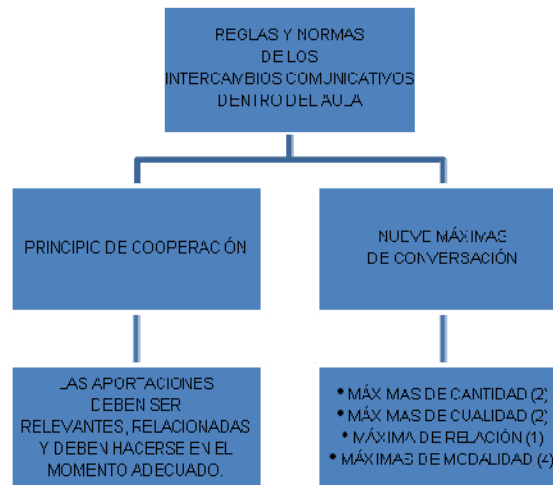 REGLAS Y NORMAS
DE LOS
INTERCAMBIOS COMUNICATIVOS
DENTRO DEL AULA
PRINCIPIC DE COOPERACIÓN
NUEVE MÁXIMAS
DE CONVERSACIÓN
LAS APORTACIONES
DEBEN SER
RELEVANTES, RELACIONADAS
Y DEBEN HACERSE EN EL
MOMENTO ADECUADO.
• MÁXIMAS DE CANTIDAD (2)
• MÁXIMAS DE CUALIDAD (2)
• MÁXIMA DE RELACIÓN (1)
• MÁXIMAS DE MODALIDAD (4)